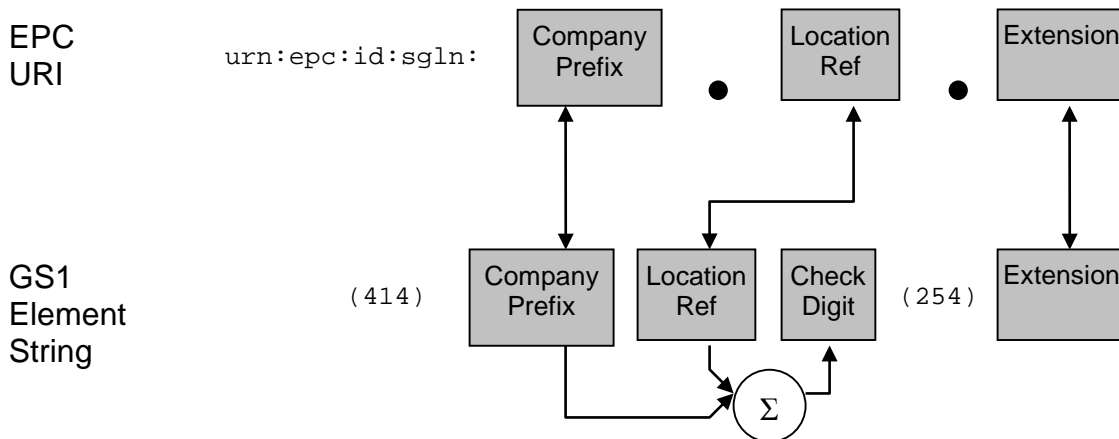 EPC
URI
urn:epc:id:sgln:
Company
Prefix
●
Location
Ref
●
Extension
GS1
Element
String
(414)
Company
Prefix
Location
Ref
Check
Digit
(254)
Extension
Σ